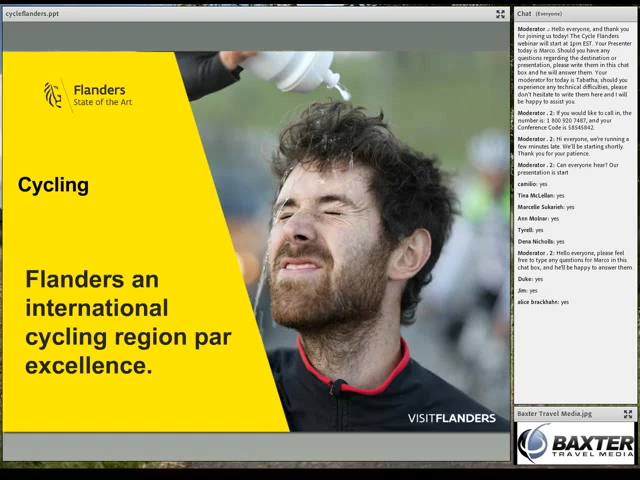 cycleflanders.ppt
Flanders
State of the Art
Cycling
Flanders an
international
cycling region par
excellence.
VISITFLANDERS
Chat (Everyone)
Moderator .: Hello everyone, and thank you
for joining us today! The Cycle Flanders
webinar will start at 1pm EST. Your Presenter
today is Marco. Should you have any
questions regarding the destination or
presentation, please write them in this chat
box and he will answer them. Your
moderator for today is Tabatha, should you
experience any technical difficulties, please
don't hesitate to write them here and I will
be happy to assist you.
Moderator . 2: If you would like to call in, the
number is: 1 800 920 7487, and your
Conference Code is 58545842.
Moderator . 2: Hi everyone, we're running a
few minutes late. We'll be starting shortly.
Thank you for your patience.
Moderator . 2: Can everyone hear? Our
presentation is start
camilio: yes
Tina McLellan: yes
Marcelle Sukarieh: yes
Ann Molnar: yes
Tyrell: yes
Dena Nicholls: yes
Moderator . 2: Hello everyone, please feel
free to type any questions for Marco in this
chat box, and he'll be happy to answer them.
Duke: yes
Jim: yes
alice brackhahn: yes
Baxter Travel Media.jpg
BAXTER
TRAVEL MEDIA